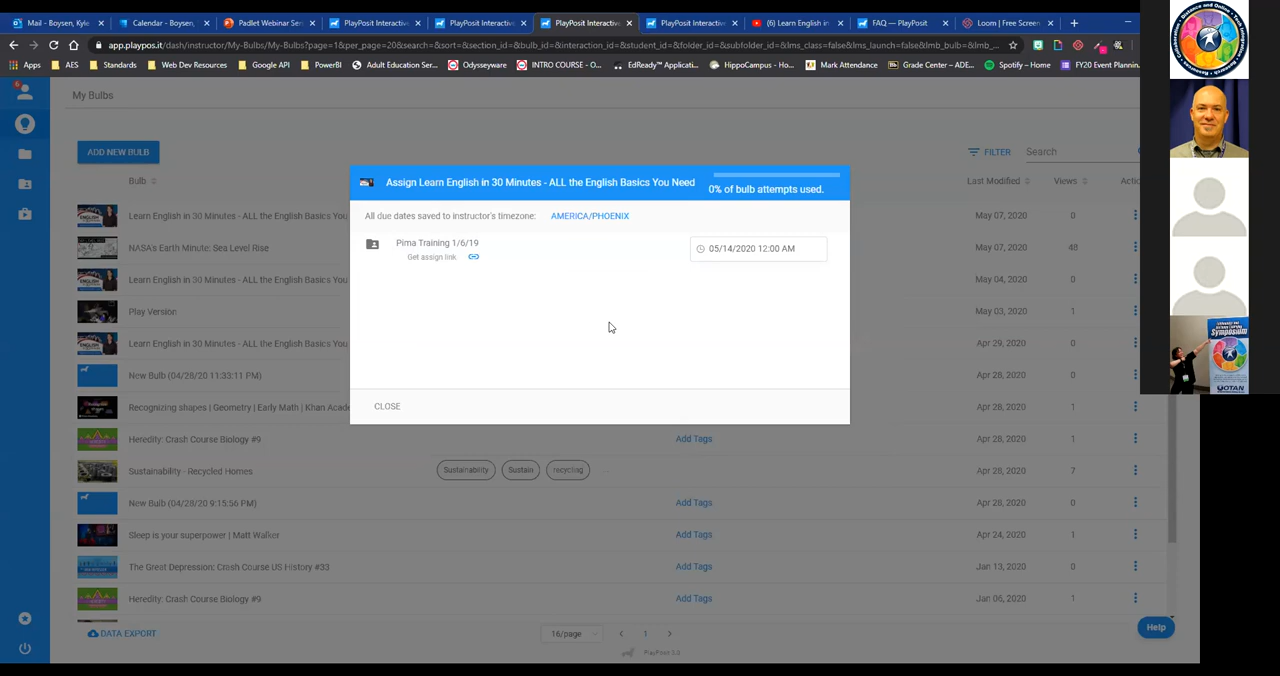 Mail - Boysen, Kyle
Calendar - Boysen,
Padlet Webinar Ser
PlayPosit Interactive
PlayPosit Interactive
PlayPosit Interactive
PlayPosit Interactive
(6) Learn English in
FAQ — PlayPosit
Loom | Free Screen
app.playpos.it/dash/instructor/My-Bulbs/My-Bulbs?page=1&per_page=20&search=&sort=&section_id=&bulb_id=&interaction_id=&student_id=&folder_id=&subfolder_id=&lms_class=false&lms_launch=false&lmb_bulb=&lmb_...
Apps
AES
Standards
Web Dev Resources
Google API
PowerBI
Adult Education Ser...
Odysseyware
INTRO COURSE - O...
EdReady™ Applicati...
HippoCampus - Ho...
Mark Attendance
Grade Center – ADE...
Spotify – Home
FY20 Event Plannin
My Bulbs
ADD NEW BULB
FILTER
Search
Bulb
Last Modified
Views
Actio
Assign Learn English in 30 Minutes - ALL the English Basics You Need
0% of bulb attempts used.
All due dates saved to instructor's timezone: AMERICA/PHOENIX
Pima Training 1/6/19
Get assign link
05/14/2020 12:00 AM
CLOSE
Learn English in 30 Minutes - ALL the English Basics You
May 07, 2020
0
NASA's Earth Minute: Sea Level Rise
May 07, 2020
48
Learn English in 30 Minutes - ALL the English Basics You
May 04, 2020
0
Play Version
May 03, 2020
1
Learn English in 30 Minutes - ALL the English Basics You
Apr 29, 2020
0
New Bulb (04/28/20 11:33:11 PM)
Apr 28, 2020
0
Recognizing shapes | Geometry | Early Math | Khan Acade
Apr 28, 2020
1
Heredity: Crash Course Biology #9
Add Tags
Apr 28, 2020
1
Sustainability - Recycled Homes
Sustainability
Sustain
recycling
...
Apr 28, 2020
7
New Bulb (04/28/20 9:15:56 PM)
Add Tags
Apr 28, 2020
0
Sleep is your superpower | Matt Walker
Add Tags
Apr 24, 2020
1
The Great Depression: Crash Course US History #33
Add Tags
Jan 13, 2020
0
Heredity: Crash Course Biology #9
Add Tags
Jan 06, 2020
1
DATA EXPORT
16/page
1
PlayPosit 3.0
Help
Symposium
OTAN